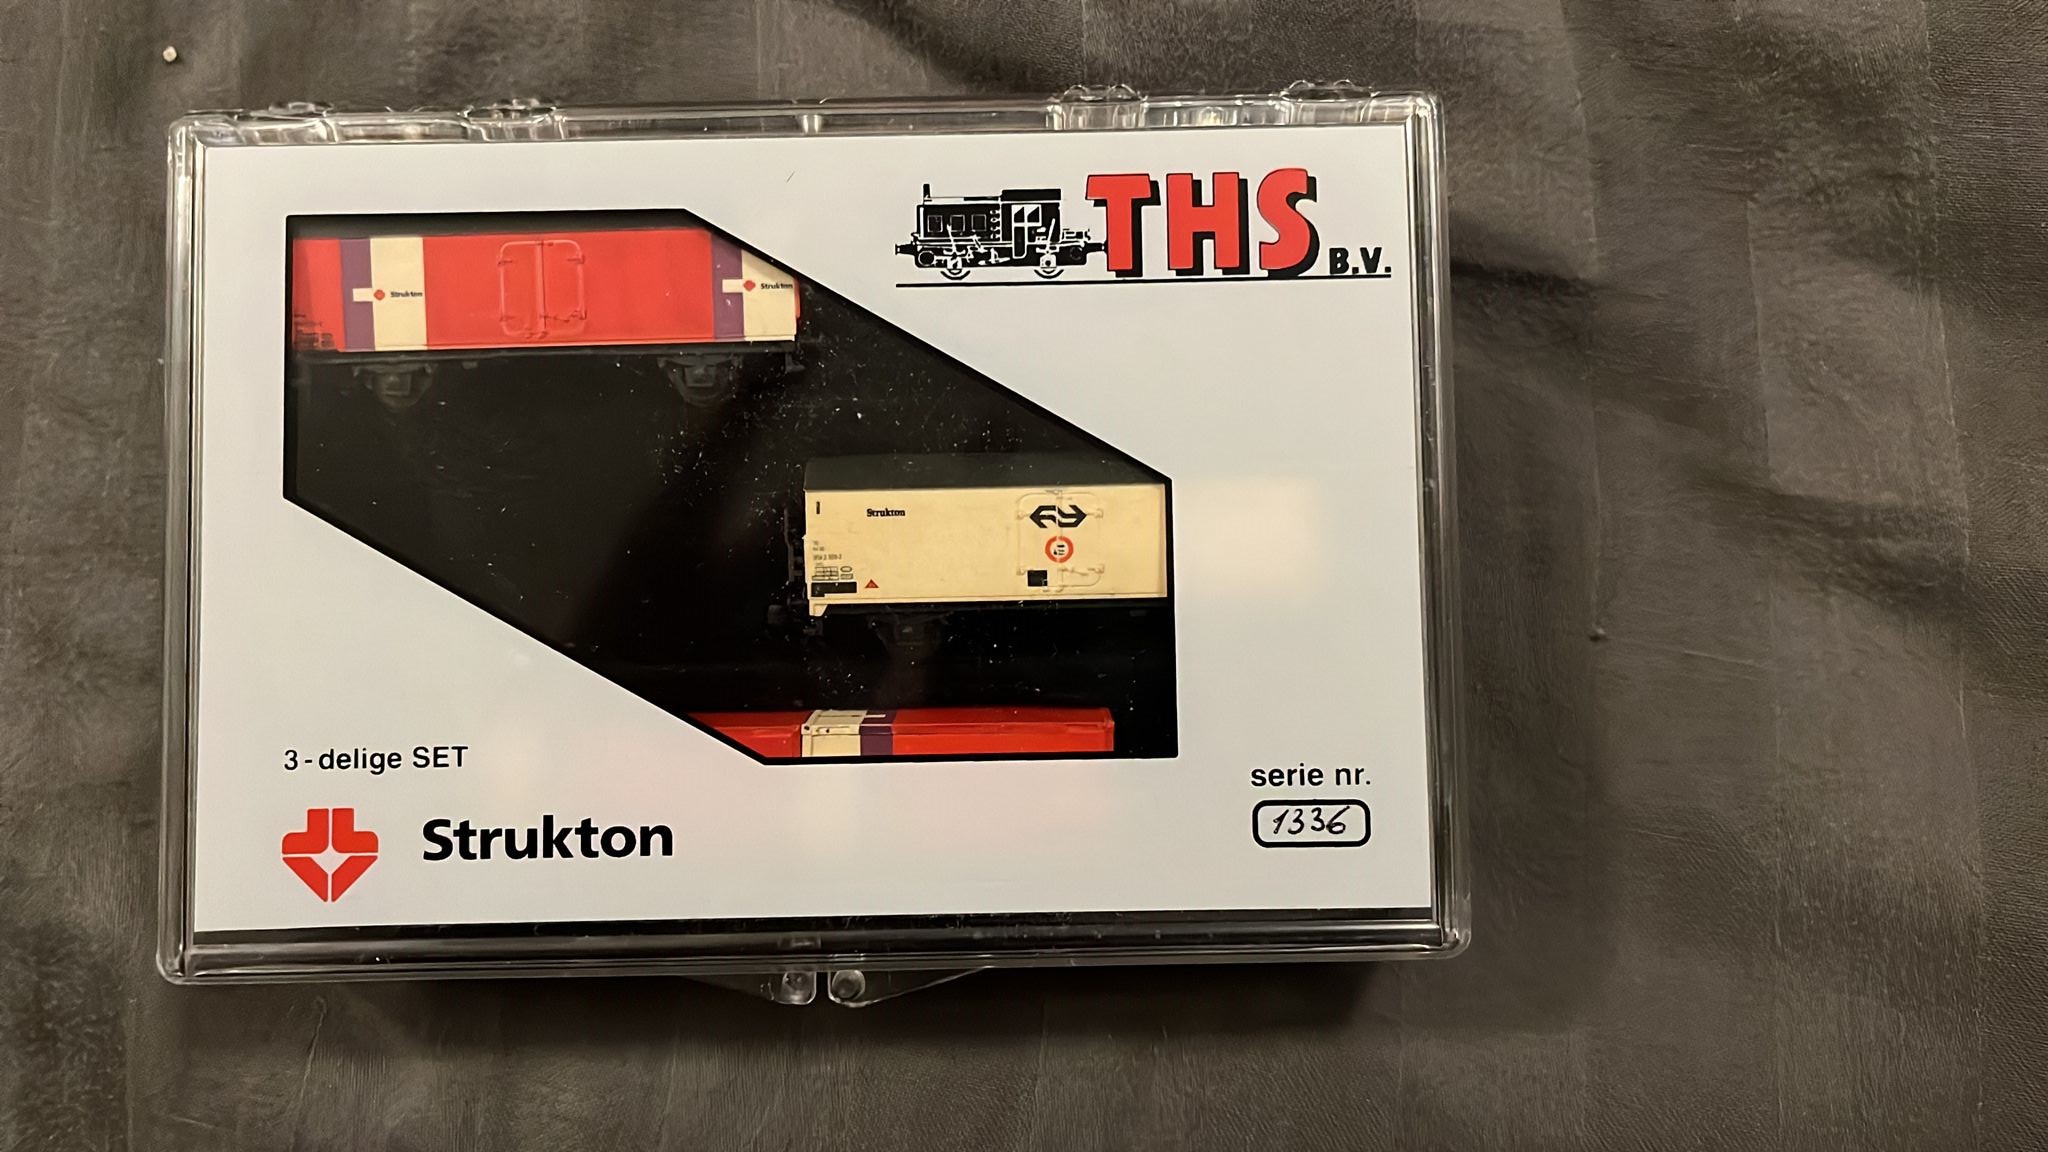 THS B.V.
Strukton
Strukton
Strukton
3-delige SET
serie nr.
1336
Strukton